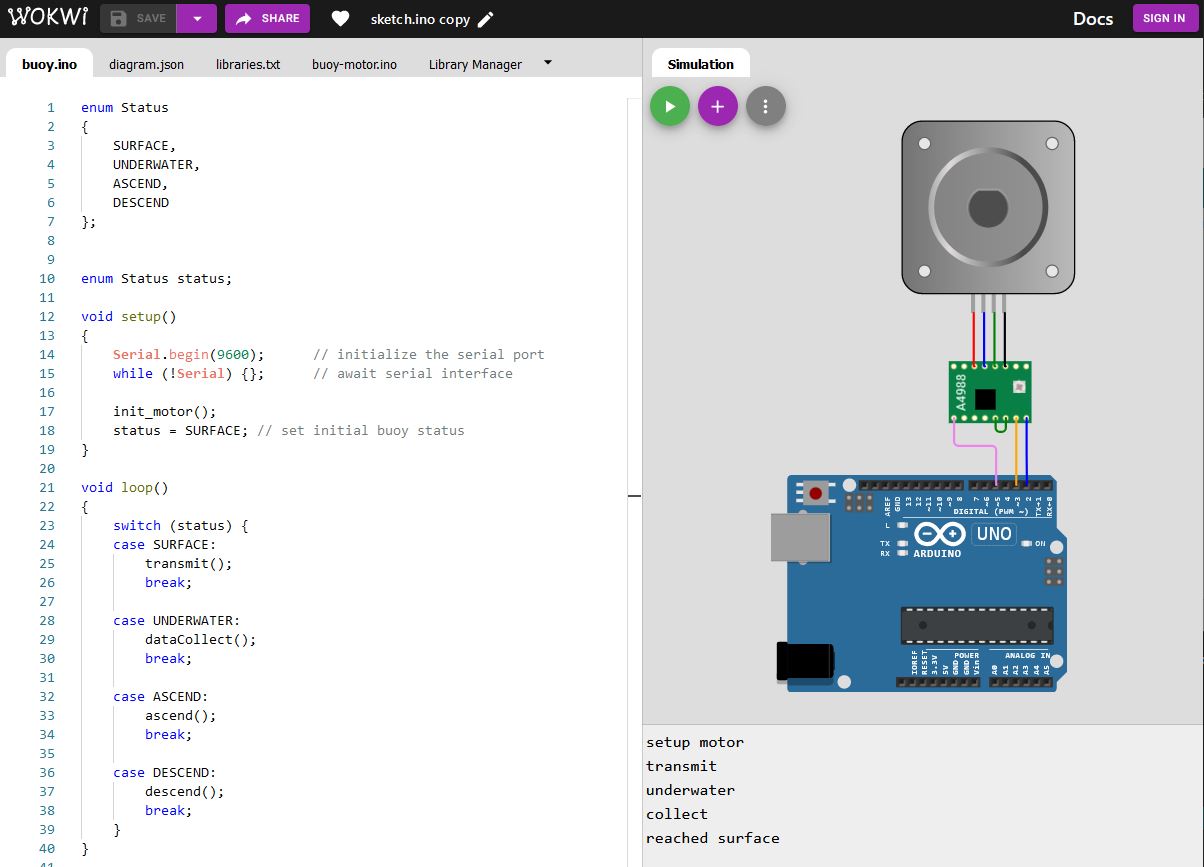 WOKWI SAVE SHARE sketch.ino copy Docs SIGN IN
buoy.ino diagram.json libraries.txt buoy-motor.ino Library Manager Simulation
1 enum Status
2 {
3 SURFACE,
4 UNDERWATER,
5 ASCEND,
6 DESCEND
7 };
8
9
10 enum Status status;
11
12 void setup()
13 {
14 Serial.begin(9600); // initialize the serial port
15 while (!Serial) {}; // await serial interface
16
17 init_motor();
18 status = SURFACE; // set initial buoy status
19 }
20
21 void loop()
22 {
23 switch (status) {
24 case SURFACE:
25 transmit();
26 break;
27
28 case UNDERWATER:
29 dataCollect();
30 break;
31
32 case ASCEND:
33 ascend();
34 break;
35
36 case DESCEND:
37 descend();
38 break;
39 }
40 }
41
A4988
AREF GND 13 12 ~11 ~10 ~9 8 7 ~6 ~5 4 ~3 2 TX→1 RX←0
DIGITAL (PWM ~)
L
TX
RX
ARDUINO
UNO
ON
IOREF RESET 3.3V 5V GND GND Vin
POWER
ANALOG IN
A0 A1 A2 A3 A4 A5
setup motor
transmit
underwater
collect
reached surface